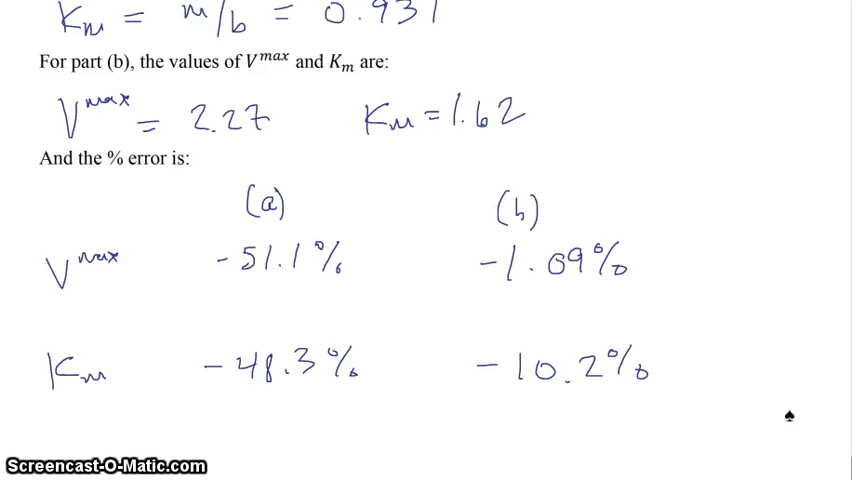 Km = m/b = 0.931
For part (b), the values of V^max and K_m are:
V^max = 2.27 Km = 1.62
And the % error is:
(a) (b)
V^max -51.1% -1.09%
Km -48.3% -10.2%
♠
Screencast-O-Matic.com